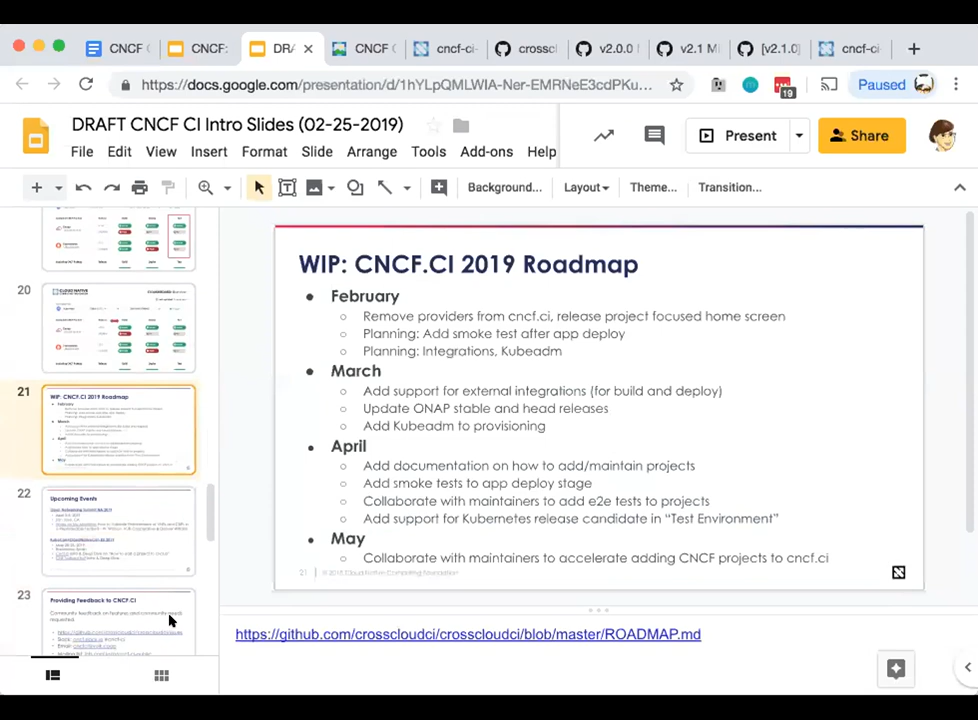 CNCF C
CNCF:
DRA
CNCF C
cncf-ci-
crossc
v2.0.0
v2.1 M
[v2.1.0]
cncf-ci
https://docs.google.com/presentation/d/1hYLpQMLWIA-Ner-EMRNeE3cdPKu...
19
Paused
DRAFT CNCF CI Intro Slides (02-25-2019)
File Edit View Insert Format Slide Arrange Tools Add-ons Help
Present
Share
Background... Layout Theme... Transition...
20
21
WIP: CNCF.CI 2019 Roadmap
22
Upcoming Events
23
Providing Feedback to CNCF.CI
WIP: CNCF.CI 2019 Roadmap
February
Remove providers from cncf.ci, release project focused home screen
Planning: Add smoke test after app deploy
Planning: Integrations, Kubeadm
March
Add support for external integrations (for build and deploy)
Update ONAP stable and head releases
Add Kubeadm to provisioning
April
Add documentation on how to add/maintain projects
Add smoke tests to app deploy stage
Collaborate with maintainers to add e2e tests to projects
Add support for Kubernetes release candidate in “Test Environment”
May
Collaborate with maintainers to accelerate adding CNCF projects to cncf.ci
21
https://github.com/crosscloudci/crosscloudci/blob/master/ROADMAP.md